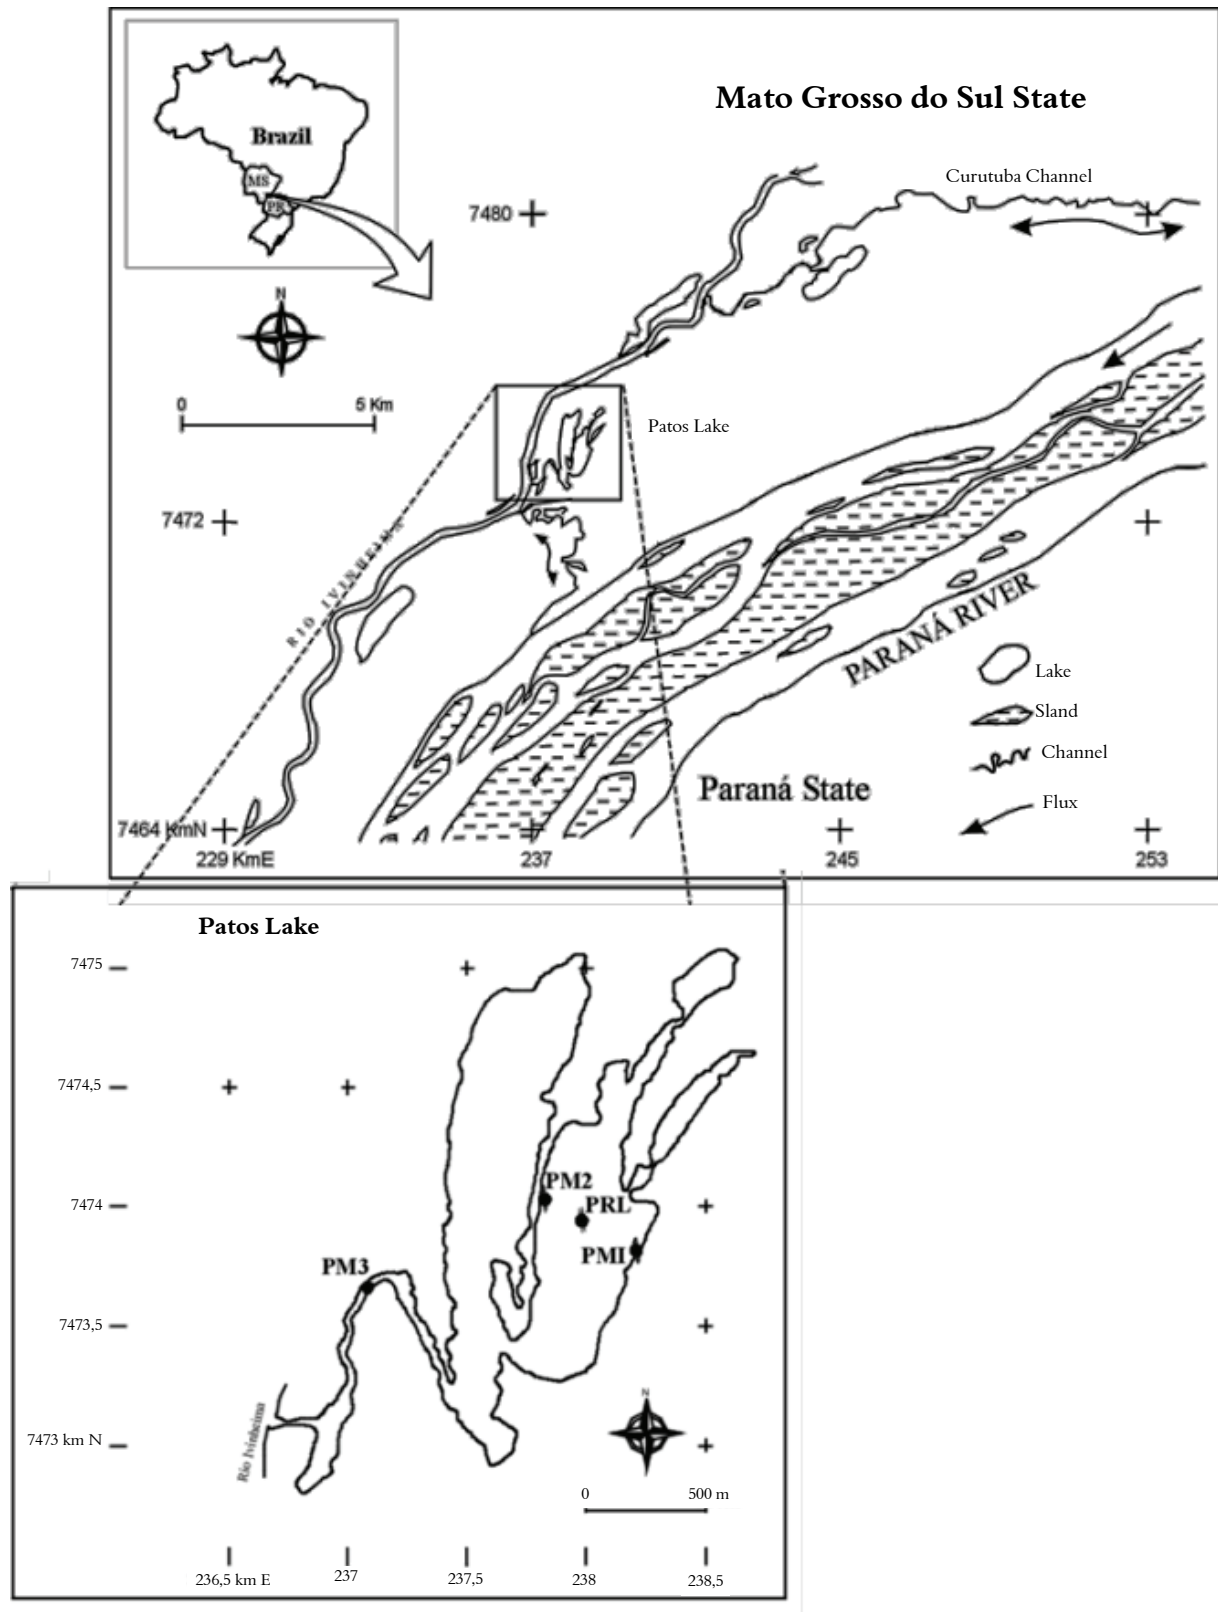 Mato Grosso do Sul State
Brazil
MS
PR
Curutuba Channel
7480
N
0 5 Km
Patos Lake
7472
RIO IVINHEIMA
PARANÁ RIVER
Lake
Sland
Channel
Flux
Paraná State
7464 KmN
229 KmE 237 245 253
Patos Lake
7475
7474,5
PM2
7474
PRL
PMI
PM3
7473,5
N
Rio Ivinheima
7473 km N
0 500 m
236,5 km E 237 237,5 238 238,5